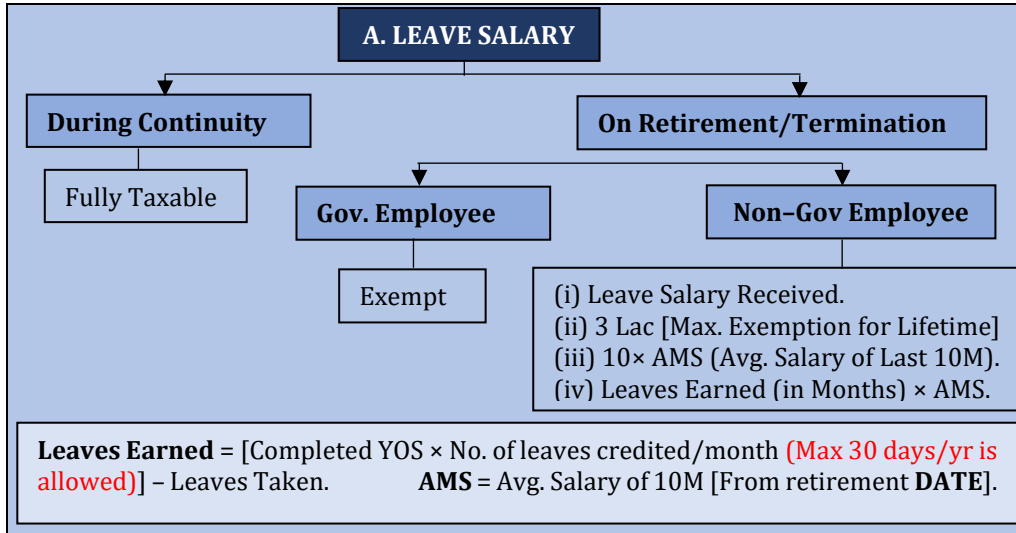 A. LEAVE SALARY
During Continuity
On Retirement/Termination
Fully Taxable
Gov. Employee
Non–Gov Employee
Exempt
(i) Leave Salary Received.
(ii) 3 Lac [Max. Exemption for Lifetime]
(iii) 10× AMS (Avg. Salary of Last 10M).
(iv) Leaves Earned (in Months) × AMS.
Leaves Earned = [Completed YOS × No. of leaves credited/month (Max 30 days/yr is
allowed)] – Leaves Taken. AMS = Avg. Salary of 10M [From retirement DATE].